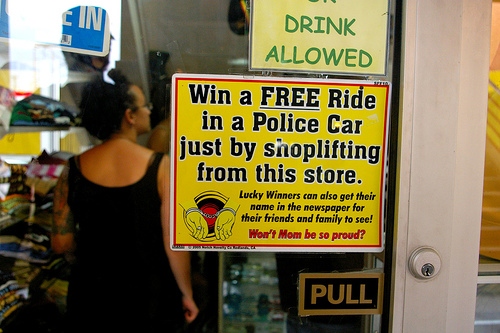 E IN
OR
DRINK
ALLOWED
Win a FREE Ride
in a Police Car
just by shoplifting
from this store.
Lucky Winners can also get their
name in the newspaper for
their friends and family to see!
Won't Mom be so proud?
PULL